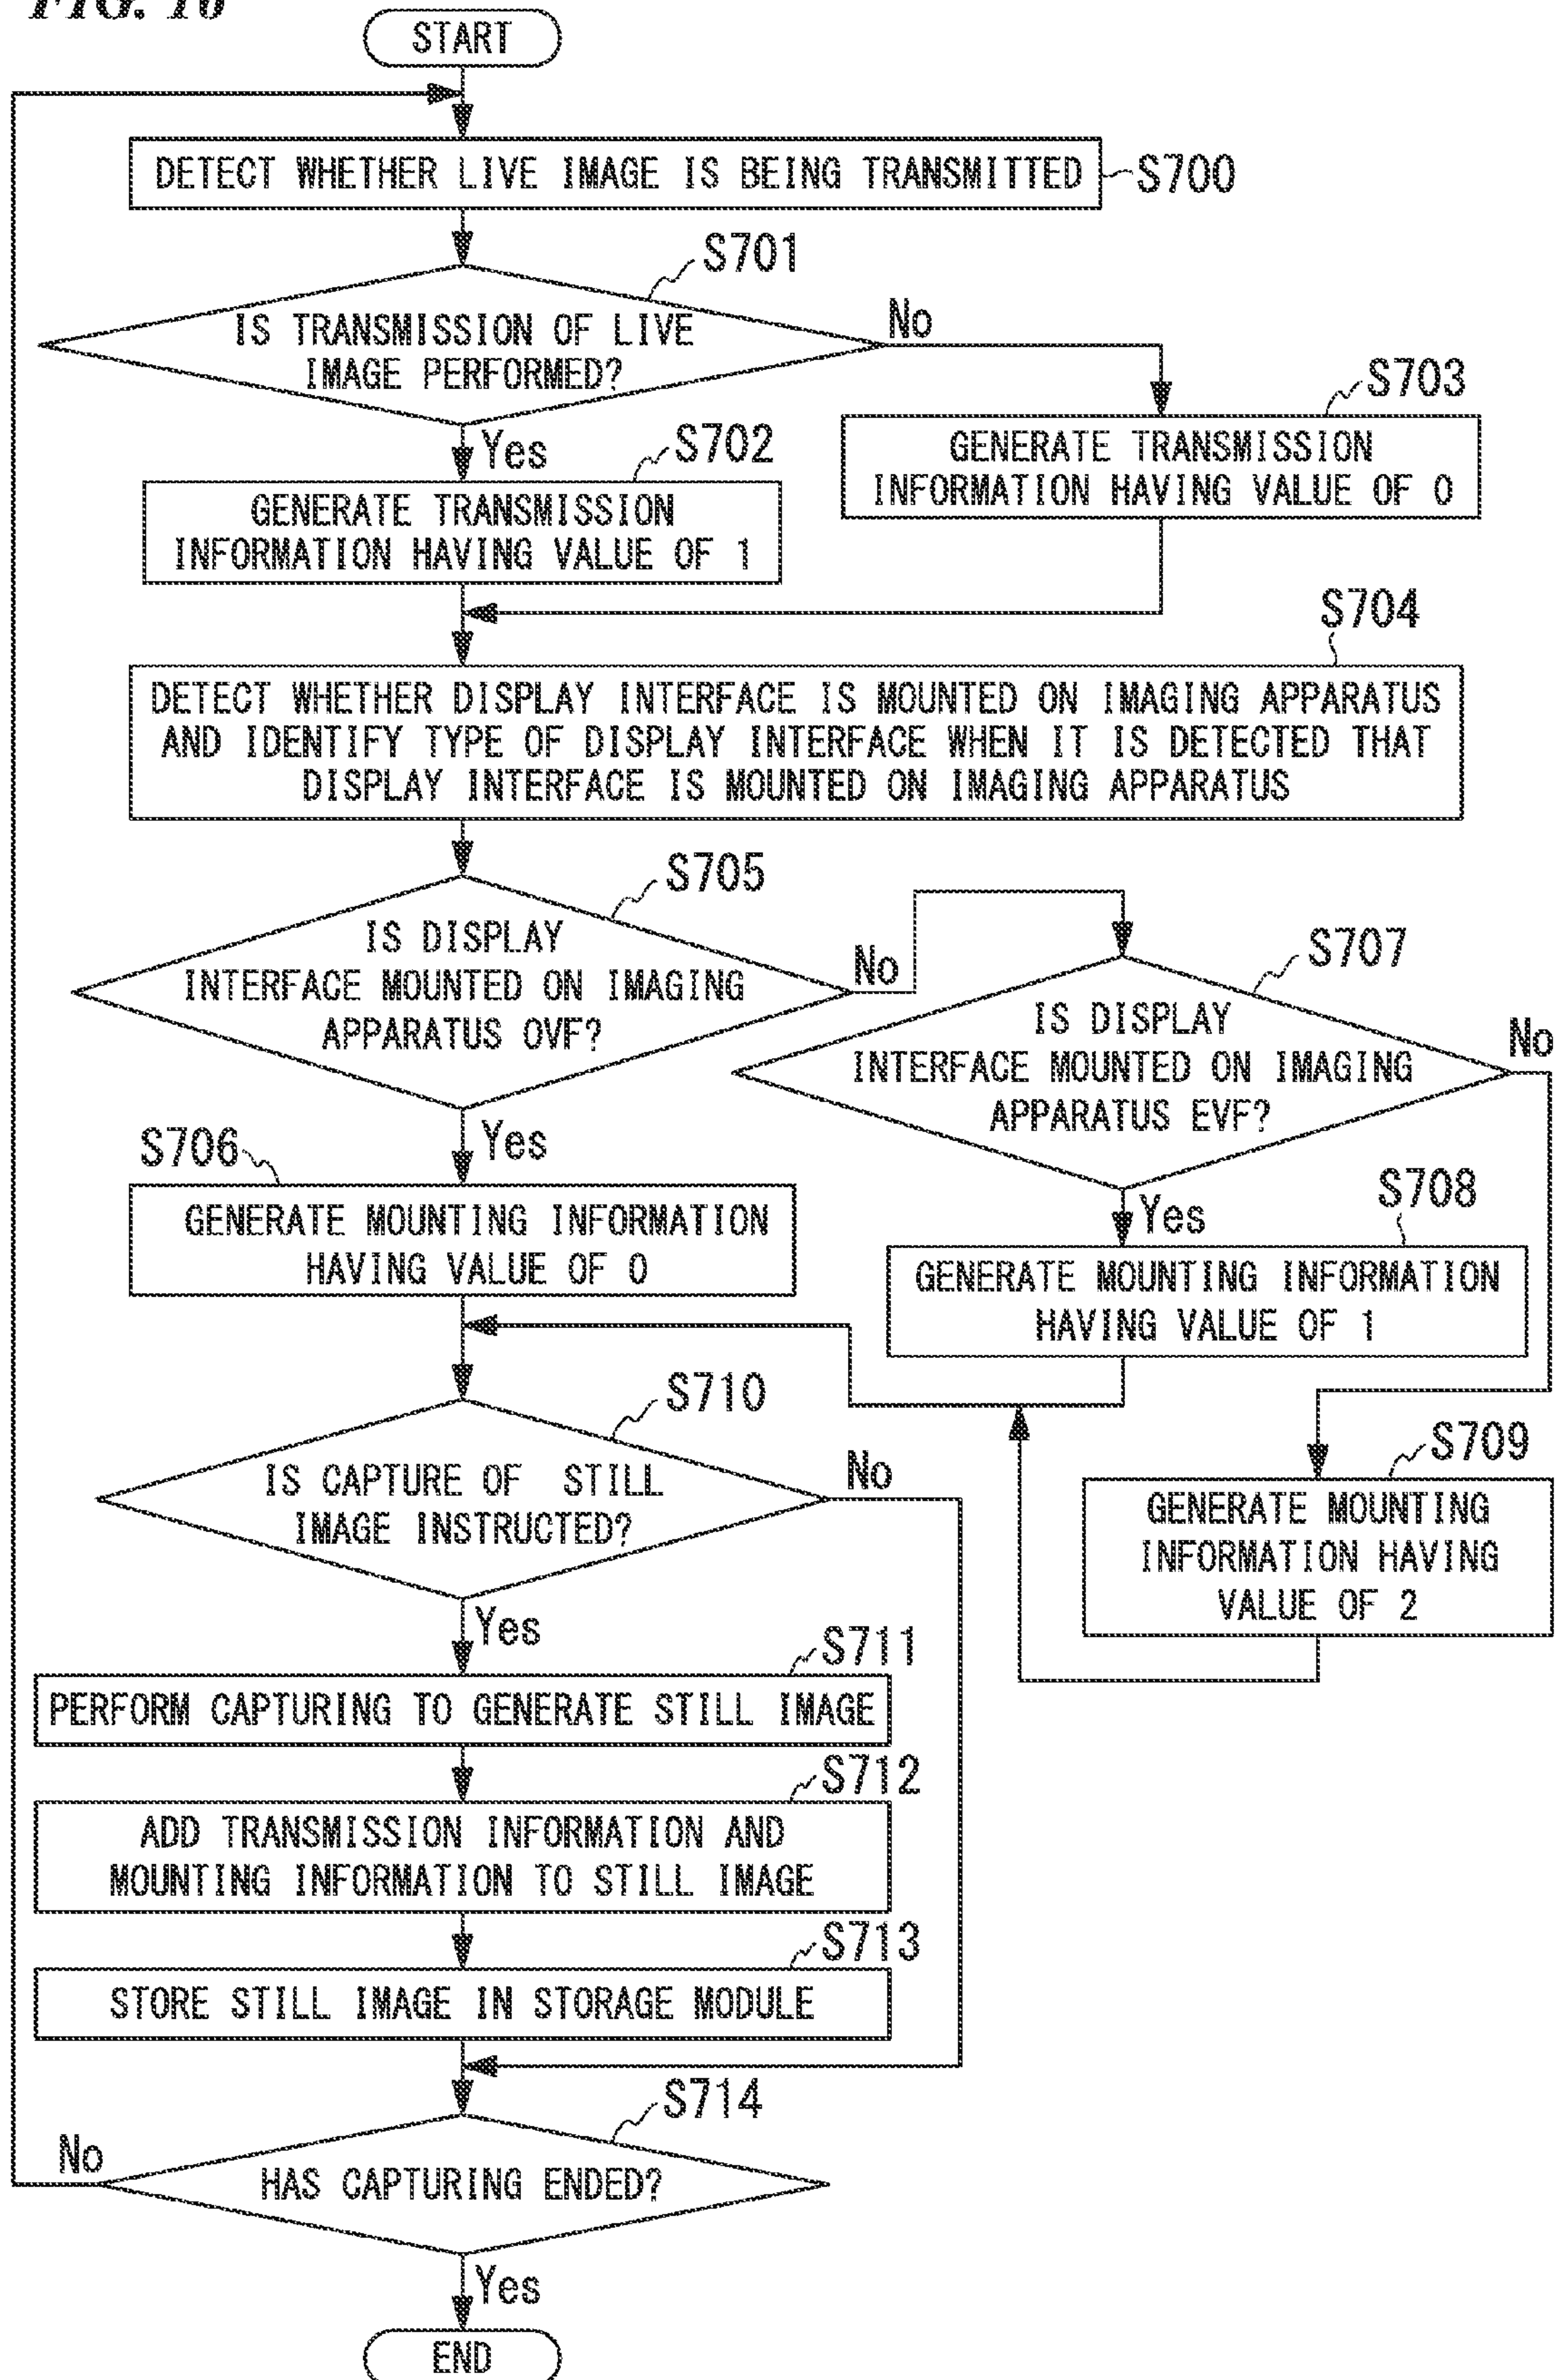 START
DETECT WHETHER LIVE IMAGE IS BEING TRANSMITTED
S700
S701
IS TRANSMISSION OF LIVE
IMAGE PERFORMED?
No
Yes
S702
GENERATE TRANSMISSION
INFORMATION HAVING VALUE OF 1
S703
GENERATE TRANSMISSION
INFORMATION HAVING VALUE OF 0
S704
DETECT WHETHER DISPLAY INTERFACE IS MOUNTED ON IMAGING APPARATUS
AND IDENTIFY TYPE OF DISPLAY INTERFACE WHEN IT IS DETECTED THAT
DISPLAY INTERFACE IS MOUNTED ON IMAGING APPARATUS
S705
IS DISPLAY
INTERFACE MOUNTED ON IMAGING
APPARATUS OVF?
No
Yes
S706
GENERATE MOUNTING INFORMATION
HAVING VALUE OF 0
S707
IS DISPLAY
INTERFACE MOUNTED ON IMAGING
APPARATUS EVF?
No
Yes
S708
GENERATE MOUNTING INFORMATION
HAVING VALUE OF 1
S709
GENERATE MOUNTING
INFORMATION HAVING
VALUE OF 2
S710
IS CAPTURE OF STILL
IMAGE INSTRUCTED?
No
Yes
S711
PERFORM CAPTURING TO GENERATE STILL IMAGE
S712
ADD TRANSMISSION INFORMATION AND
MOUNTING INFORMATION TO STILL IMAGE
S713
STORE STILL IMAGE IN STORAGE MODULE
S714
HAS CAPTURING ENDED?
No
Yes
END